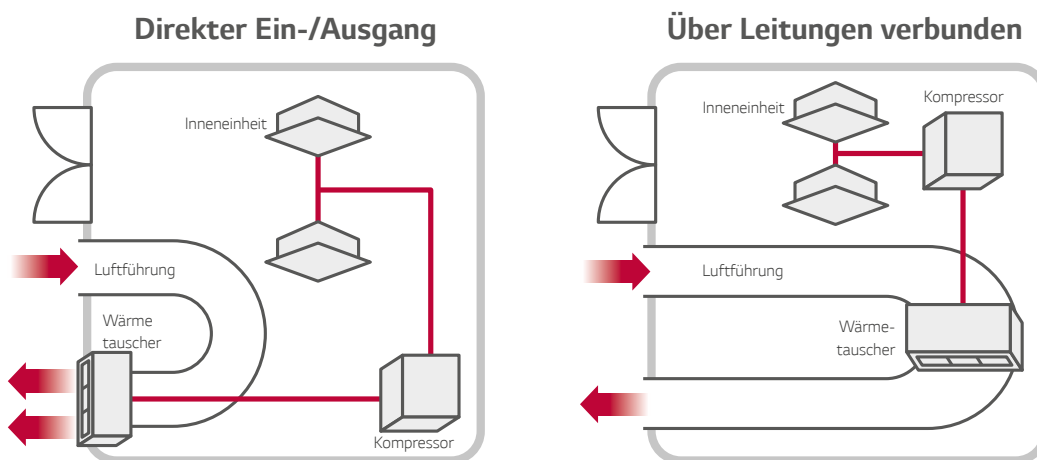 Direkter Ein-/Ausgang
Inneneinheit
Luftführung
Wärme
tauscher
Kompressor
Über Leitungen verbunden
Inneneinheit
Kompressor
Luftführung
Wärme-
tauscher